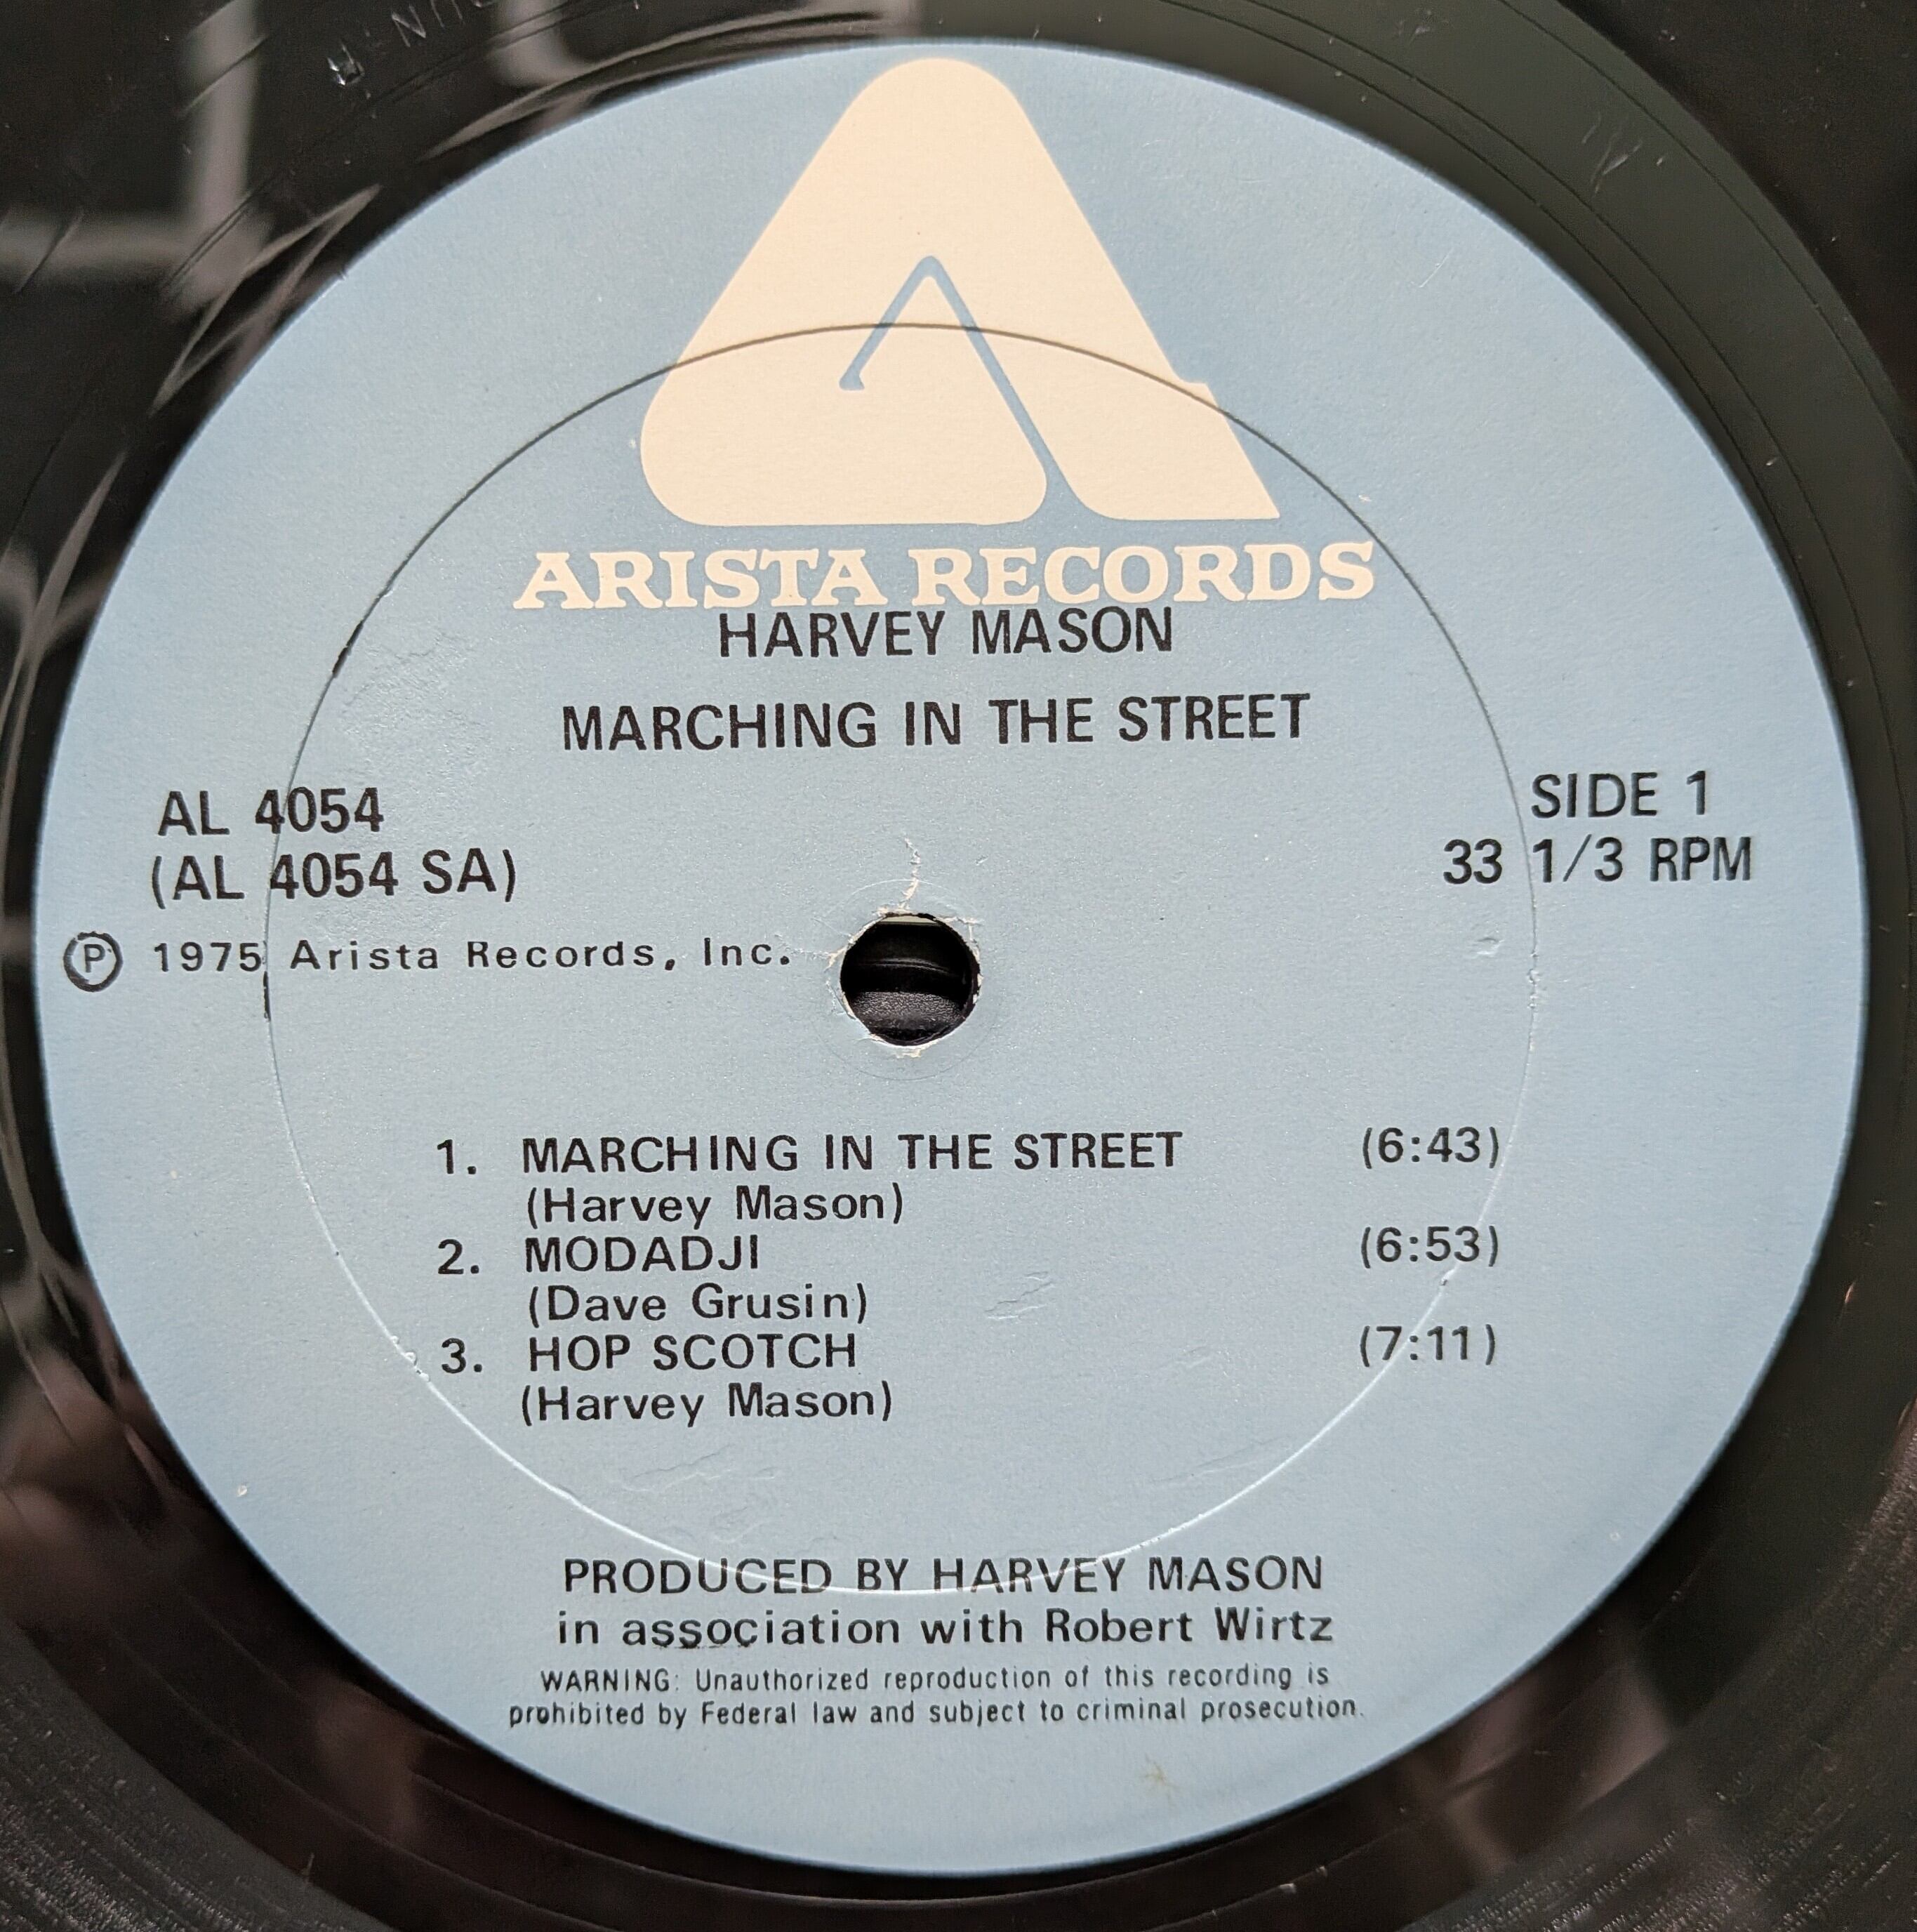 ARISTA RECORDS
HARVEY MASON
MARCHING IN THE STREET
AL 4054
(AL 4054 SA)
SIDE 1
33 1/3 RPM
Ⓟ 1975 Arista Records, Inc.
1. MARCHING IN THE STREET (6:43)
(Harvey Mason)
2. MODADJI (6:53)
(Dave Grusin)
3. HOP SCOTCH (7:11)
(Harvey Mason)
PRODUCED BY HARVEY MASON
in association with Robert Wirtz
WARNING: Unauthorized reproduction of this recording is
prohibited by Federal law and subject to criminal prosecution.